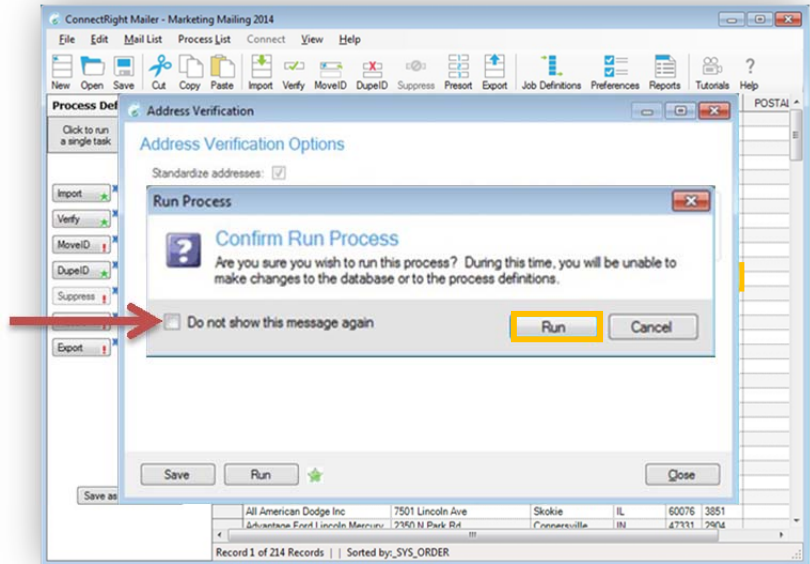 ConnectRight Mailer - Marketing Mailing 2014
File Edit Mail List Process List Connect View Help
New Open Save Cut Copy Paste Import Verify MoveID DupeID Suppress Presort Export Job Definitions Preferences Reports Tutorials Help
Process Def
POSTAL
Address Verification
Click to run
a single task
Address Verification Options
Standardize addresses:
Import
Run Process
Verify
MoveID
Confirm Run Process
Are you sure you wish to run this process? During this time, you will be unable to
make changes to the database or to the process definitions.
DupeID
Suppress
Do not show this message again
Run Cancel
Export
Save Run Close
Save as
All American Dodge Inc 7501 Lincoln Ave Skokie IL 60076 3851
Advantage Ford Lincoln Mercury 2350 N Park Rd Connersville IN 47331 2904
Record 1 of 214 Records | | Sorted by:_SYS_ORDER